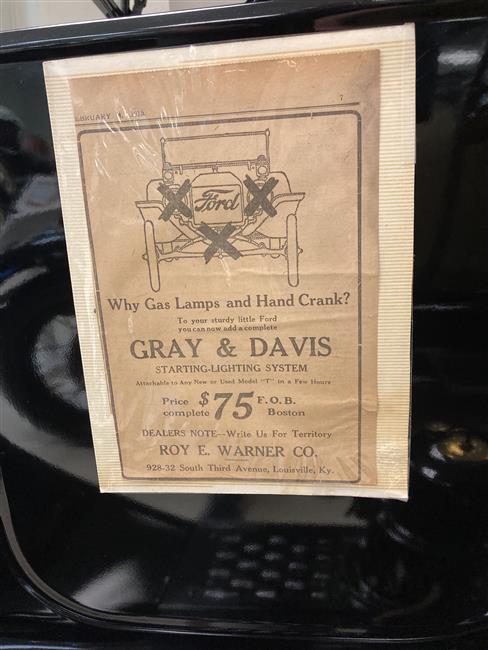 7
Ford
Why Gas Lamps and Hand Crank?
To your sturdy little Ford
you can now add a complete
GRAY & DAVIS
STARTING-LIGHTING SYSTEM
Attachable to Any New or Used Model "T" in a Few Hours
Price complete $75 F. O. B. Boston
DEALERS NOTE—Write Us For Territory
ROY E. WARNER CO.
928-32 South Third Avenue, Louisville, Ky.